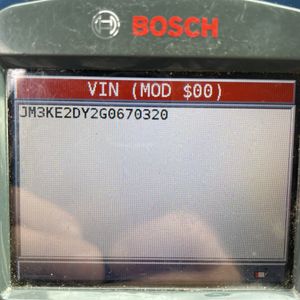 BOSCH
VIN (MOD $00)
JM3KE2DY2G0670320